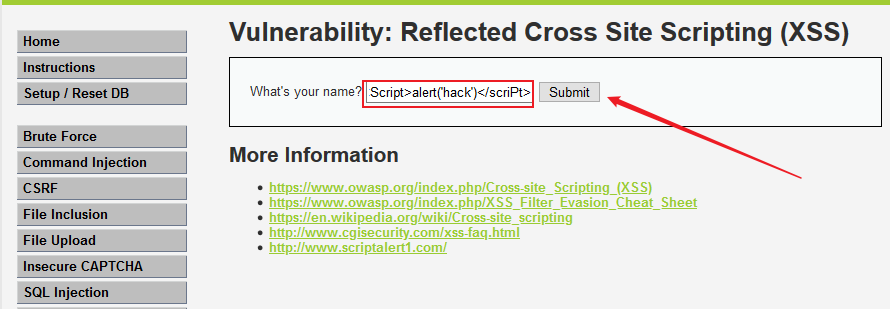 Vulnerability: Reflected Cross Site Scripting (XSS)
Home
Instructions
Setup / Reset DB
Brute Force
Command Injection
CSRF
File Inclusion
File Upload
Insecure CAPTCHA
SQL Injection
What's your name? Script>alert('hack')</scriPt> Submit
More Information
https://www.owasp.org/index.php/Cross-site_Scripting_(XSS)
https://www.owasp.org/index.php/XSS_Filter_Evasion_Cheat_Sheet
https://en.wikipedia.org/wiki/Cross-site_scripting
http://www.cgisecurity.com/xss-faq.html
http://www.scriptalert1.com/